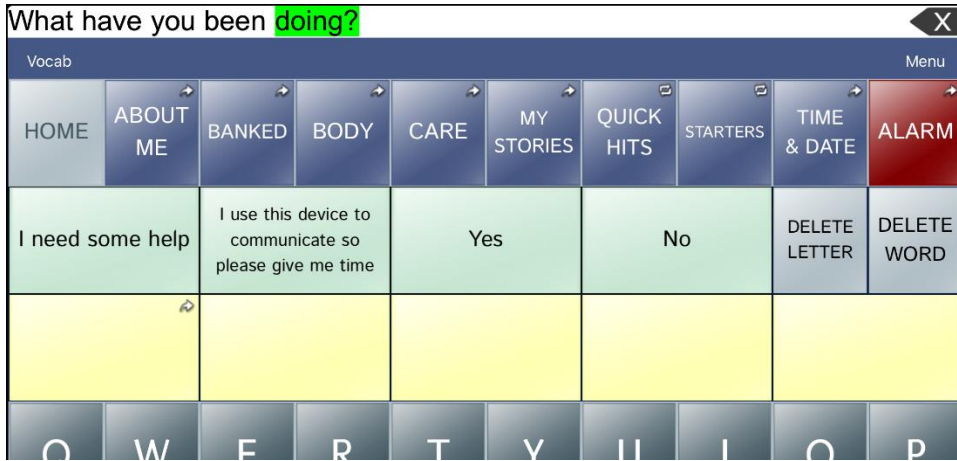 What have you been doing?
X
Vocab Menu
HOME ABOUT ME BANKED BODY CARE MY STORIES QUICK HITS STARTERS TIME & DATE ALARM
I need some help
I use this device to
communicate so
please give me time
Yes
No
DELETE
LETTER
DELETE
WORD
Q W E R T Y U I O P